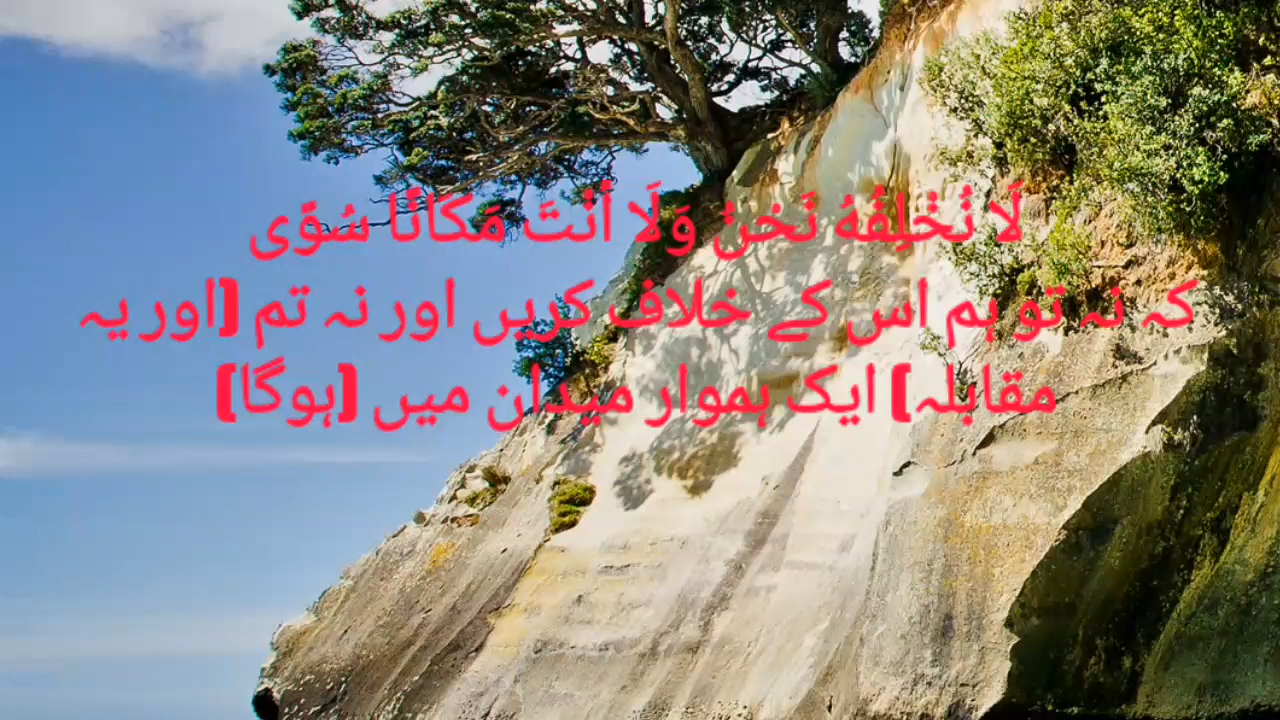 لَا نُخْلِفُهُ نَحْنُ وَلَا أَنْتَ مَكَانًا سُوًى
کہ نہ تو ہم اس کے خلاف کریں اور نہ تم (اور یہ
مقابلہ) ایک ہموار میدان میں (ہوگا)